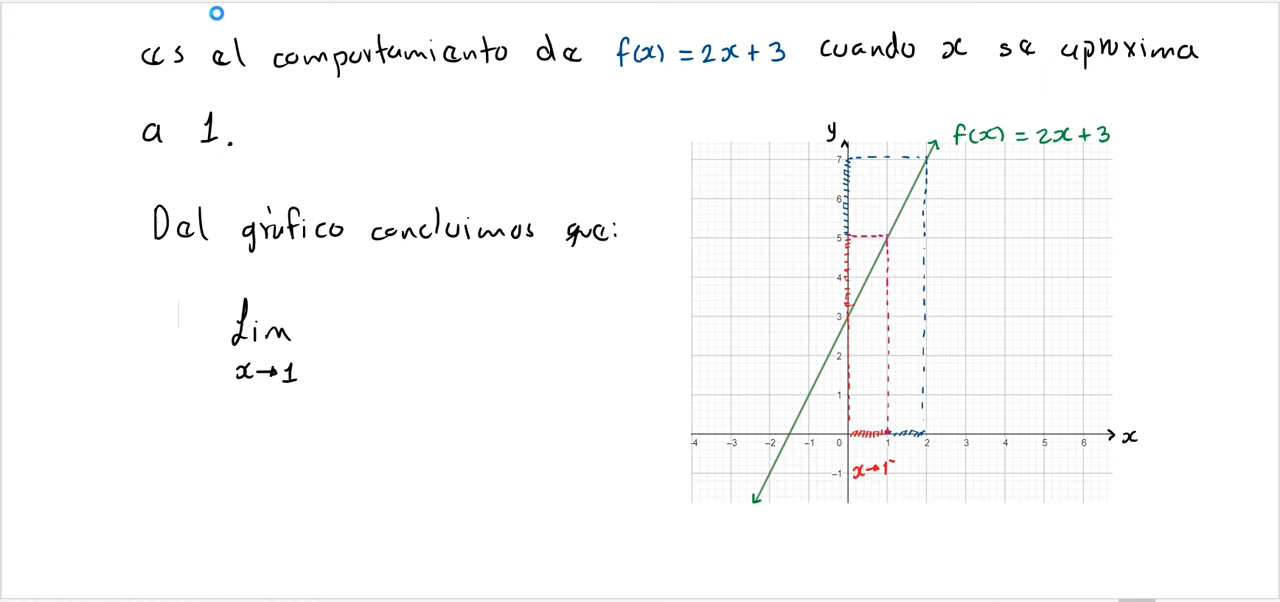 es el comportamiento de f(x) = 2x + 3 cuando x se aproxima
a 1.
y
f(x) = 2x + 3
Del gráfico concluimos que:
Lim
x→1
7
6
5
4
3
2
1
-4 -3 -2 -1 0 1 2 3 4 5 6 x
-1
x→1⁻